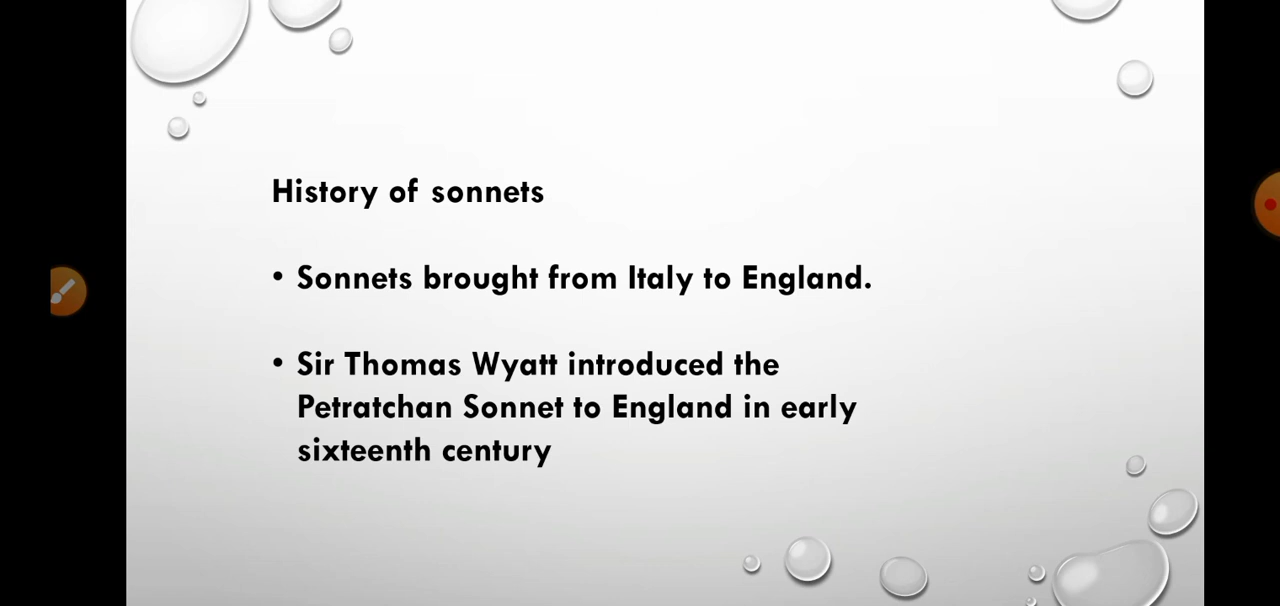 History of sonnets
• Sonnets brought from Italy to England.
• Sir Thomas Wyatt introduced the
Petratchan Sonnet to England in early
sixteenth century